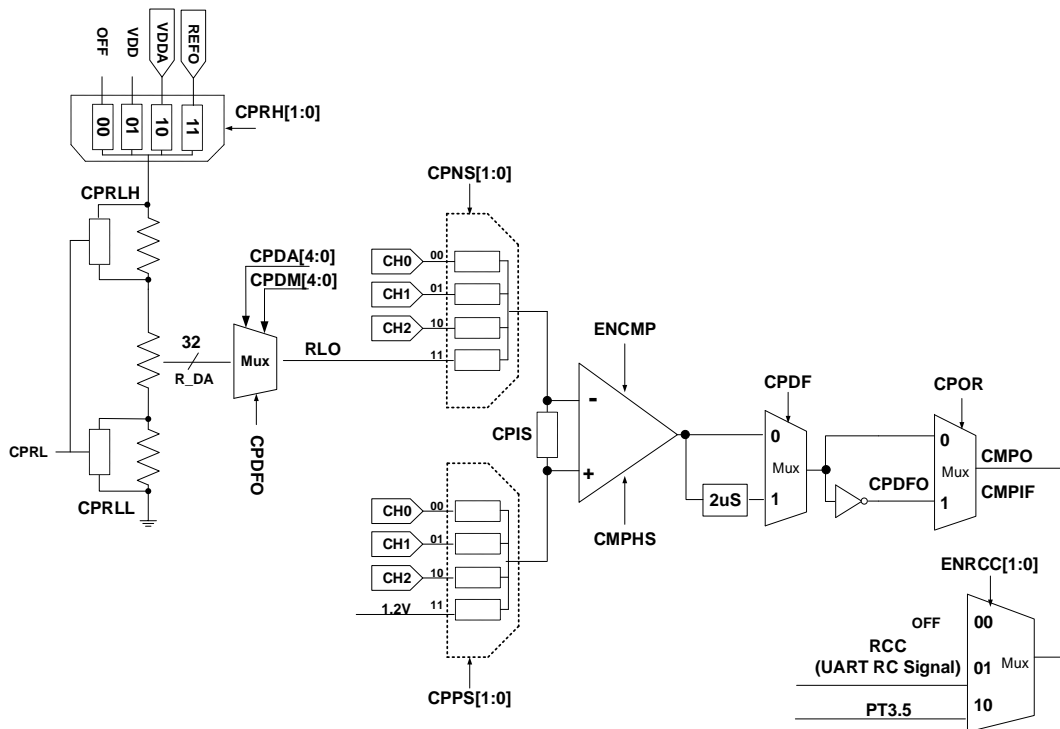 OFF
VDD
VDDA
REFO
00
01
10
11
CPRH[1:0]
CPRLH
CPRL
CPRLL
32
R_DA
CPDA[4:0]
CPDM[4:0]
Mux
CPDFO
RLO
CPNS[1:0]
CH0 00
CH1 01
CH2 10
11
CPIS
CH0 00
CH1 01
CH2 10
1.2V 11
CPPS[1:0]
ENCMP
-
+
CMPHS
2uS
CPDF
0
Mux
1
CPDFO
CPOR
0
Mux
1
CMPO
CMPIF
ENRCC[1:0]
OFF 00
RCC
(UART RC Signal) 01
Mux
PT3.5 10